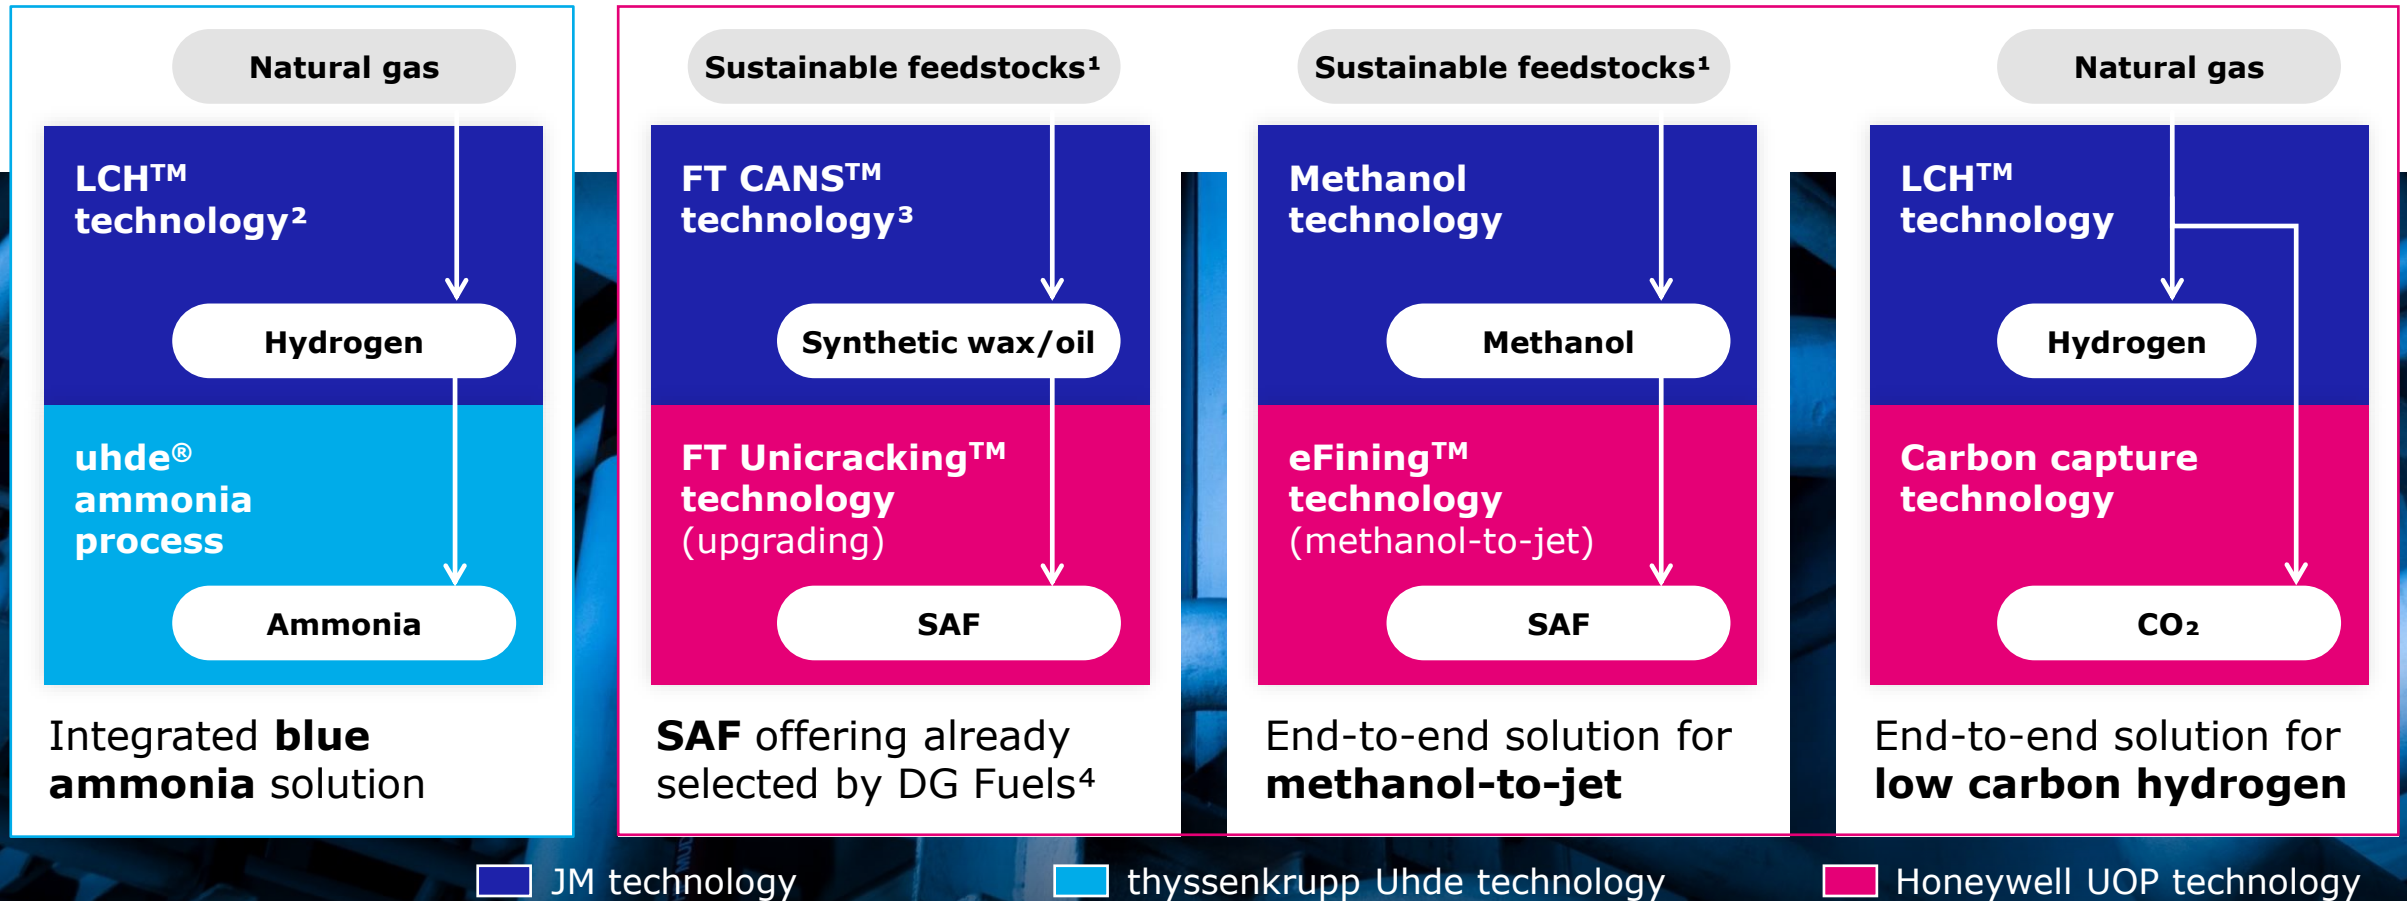 Natural gas
LCH™
technology²
Hydrogen
uhde®
ammonia
process
Ammonia
Integrated blue
ammonia solution
Sustainable feedstocks¹
FT CANS™
technology³
Synthetic wax/oil
FT Unicracking™
technology
(upgrading)
SAF
SAF offering already
selected by DG Fuels⁴
Sustainable feedstocks¹
Methanol
technology
Methanol
eFining™
technology
(methanol-to-jet)
SAF
End-to-end solution for
methanol-to-jet
Natural gas
LCH™
technology
Hydrogen
Carbon capture
technology
CO₂
End-to-end solution for
low carbon hydrogen
JM technology
thyssenkrupp Uhde technology
Honeywell UOP technology